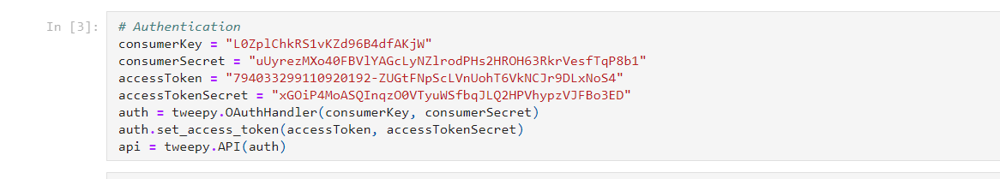 In [3]:
# Authentication
consumerKey = "L0ZplChkRS1vKZd96B4dfAKjW"
consumerSecret = "uUyrezMXo40FBVlYAGcLyNZlrodPHs2HROH63RkrVesfTqP8b1"
accessToken = "794033299110920192-ZUGtFNpScLVnUohT6VkNCJr9DLxNoS4"
accessTokenSecret = "xGOiP4MoASQInqzO0VTyuWSfbqJLQ2HPVhypzVJFBo3ED"
auth = tweepy.OAuthHandler(consumerKey, consumerSecret)
auth.set_access_token(accessToken, accessTokenSecret)
api = tweepy.API(auth)